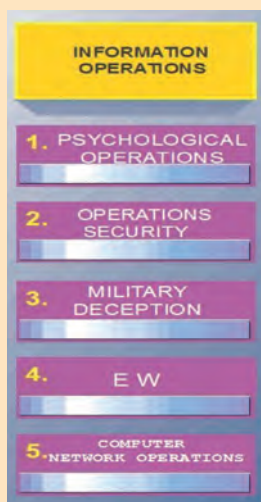 INFORMATION
OPERATIONS
1. PSYCHOLOGICAL
OPERATIONS
2. OPERATIONS
SECURITY
3. MILITARY
DECEPTION
4. E W
5. COMPUTER
NETWORK OPERATIONS